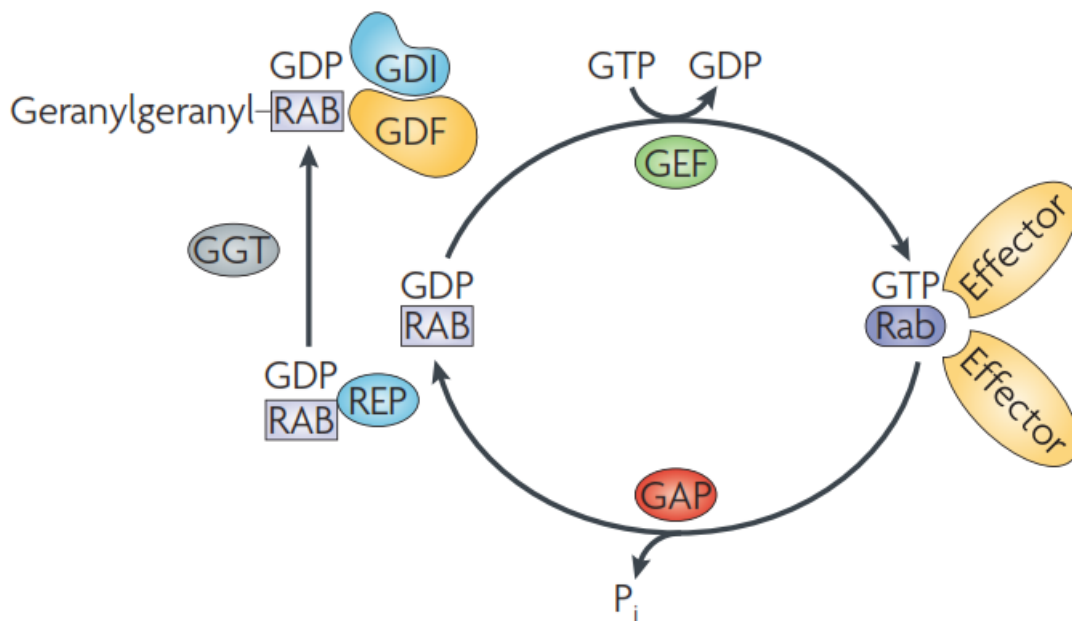 GDP
GDI
Geranylgeranyl–RAB
GDF
GTP
GDP
GEF
GGT
GDP
RAB
GDP
RAB
REP
GTP
Rab
Effector
Effector
GAP
Pi